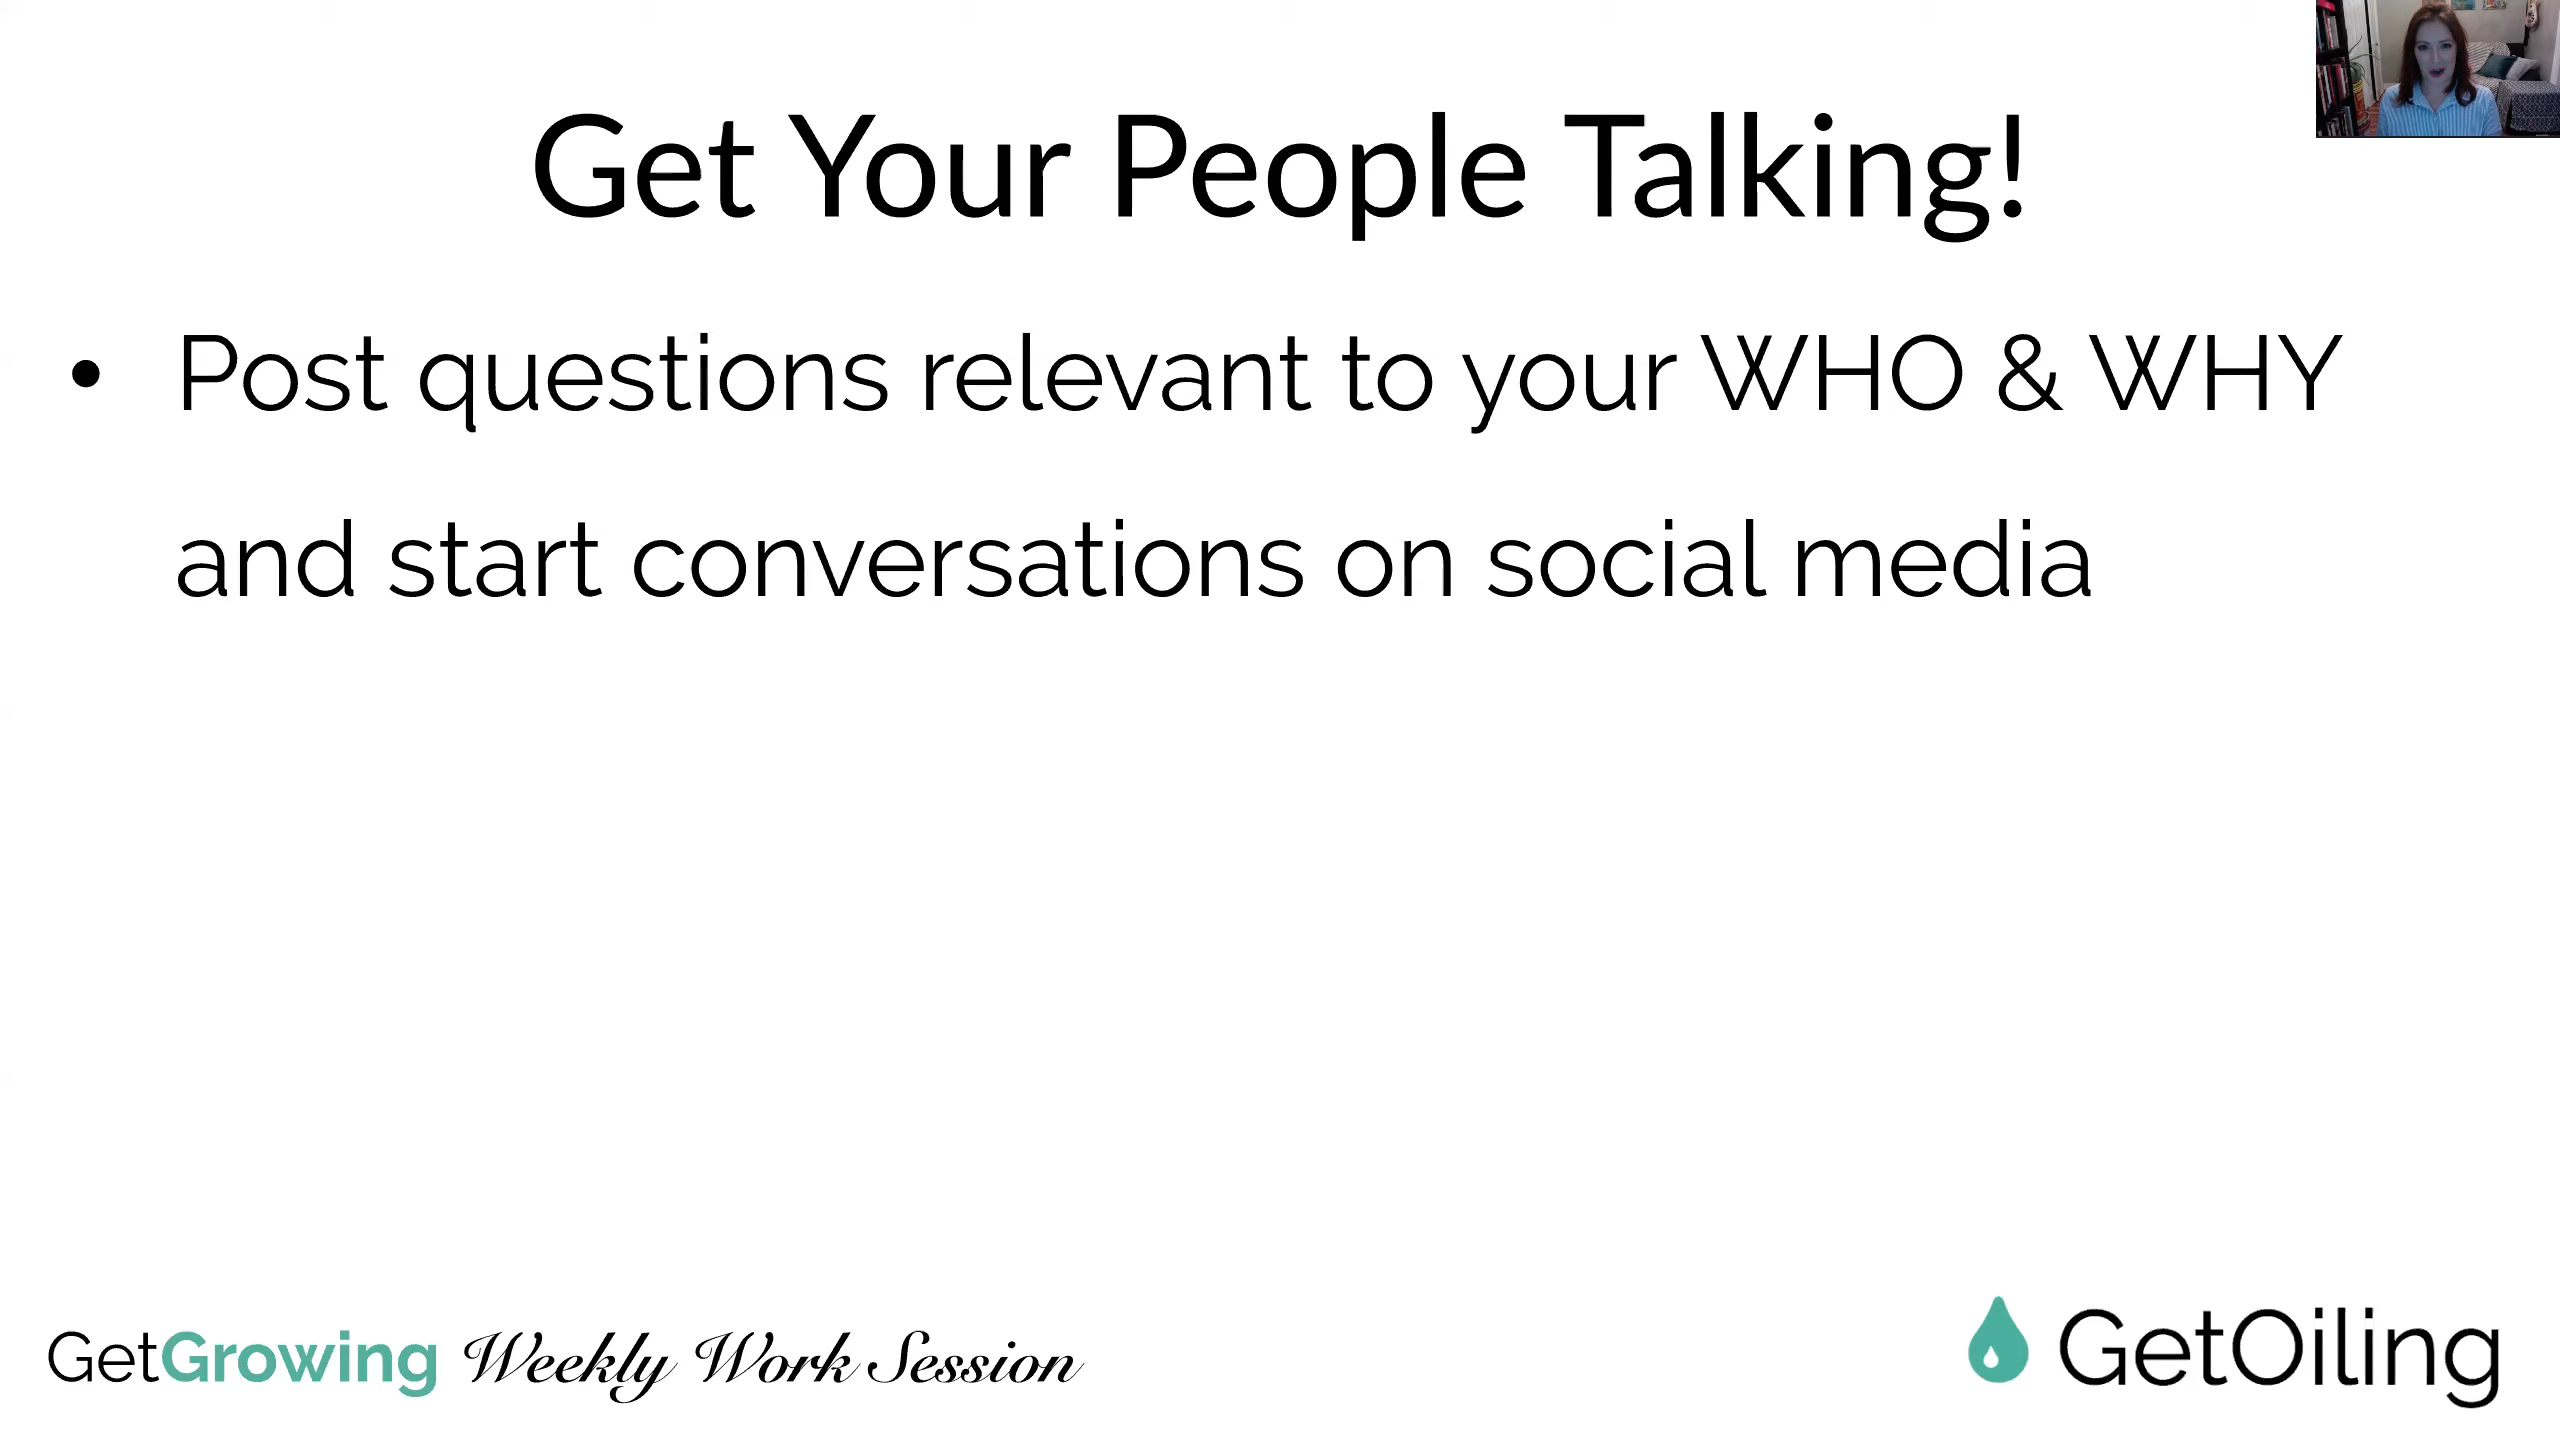 Get Your People Talking!
• Post questions relevant to your WHO & WHY
and start conversations on social media
GetGrowing Weekly Work Session
GetOiling